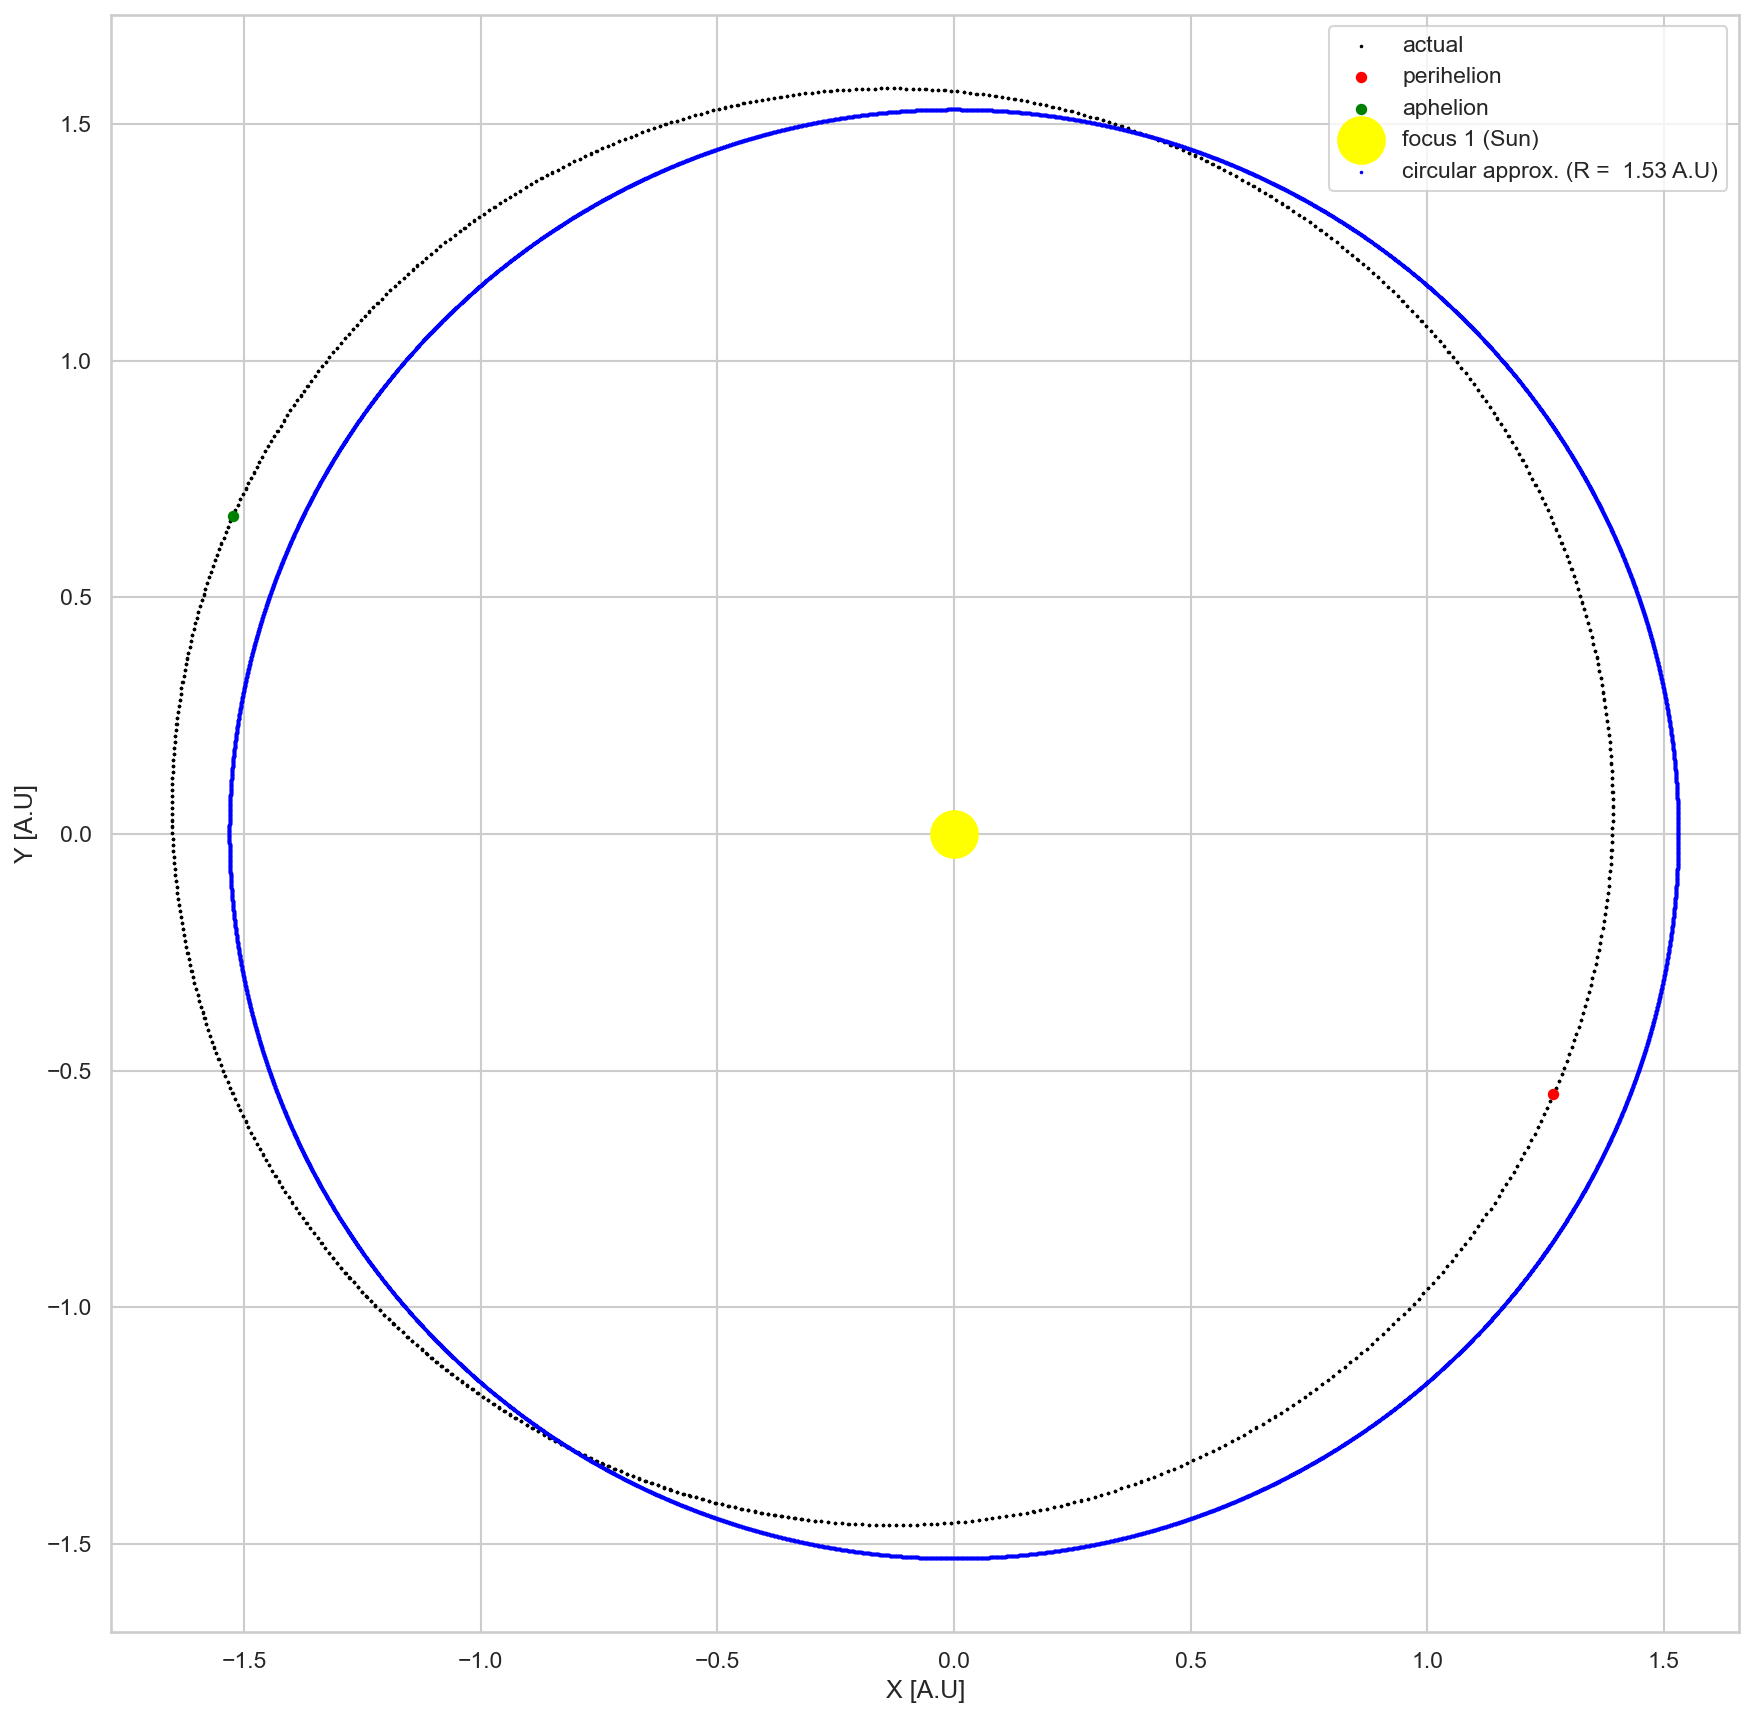 actual
perihelion
aphelion
focus 1 (Sun)
circular approx. (R =  1.53 A.U)
1.5
1.0
0.5
0.0
−0.5
−1.0
−1.5
Y [A.U]
−1.5 −1.0 −0.5 0.0 0.5 1.0 1.5
X [A.U]